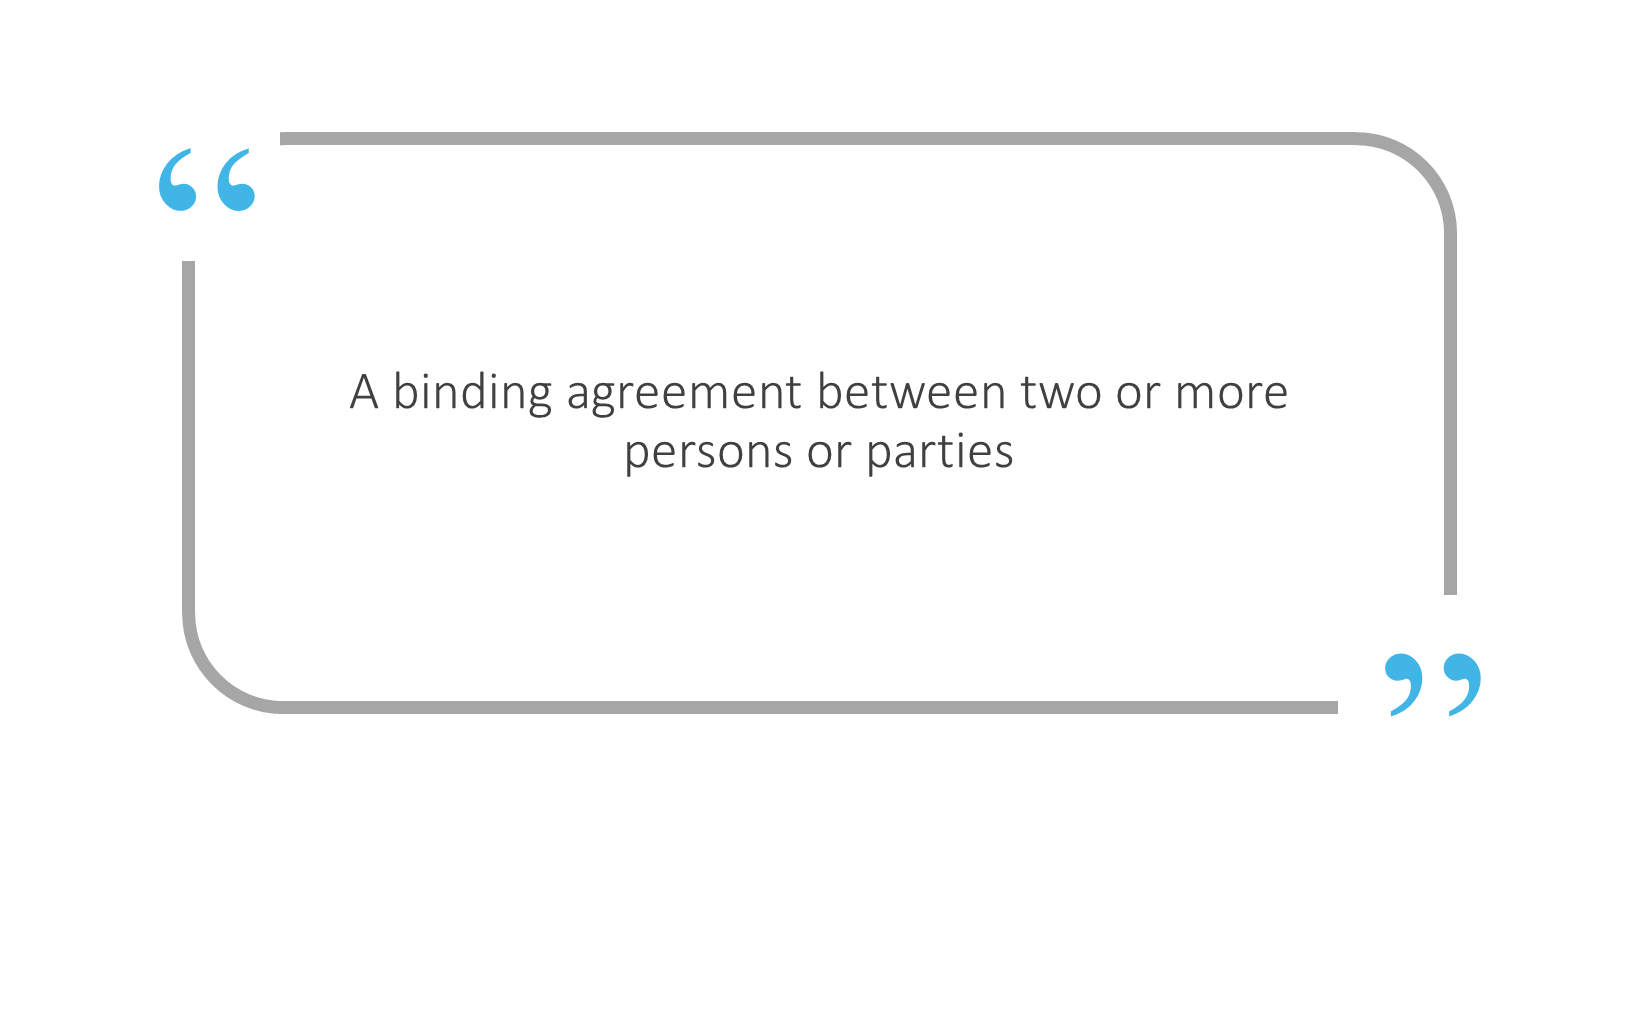 “
A binding agreement between two or more
persons or parties
”